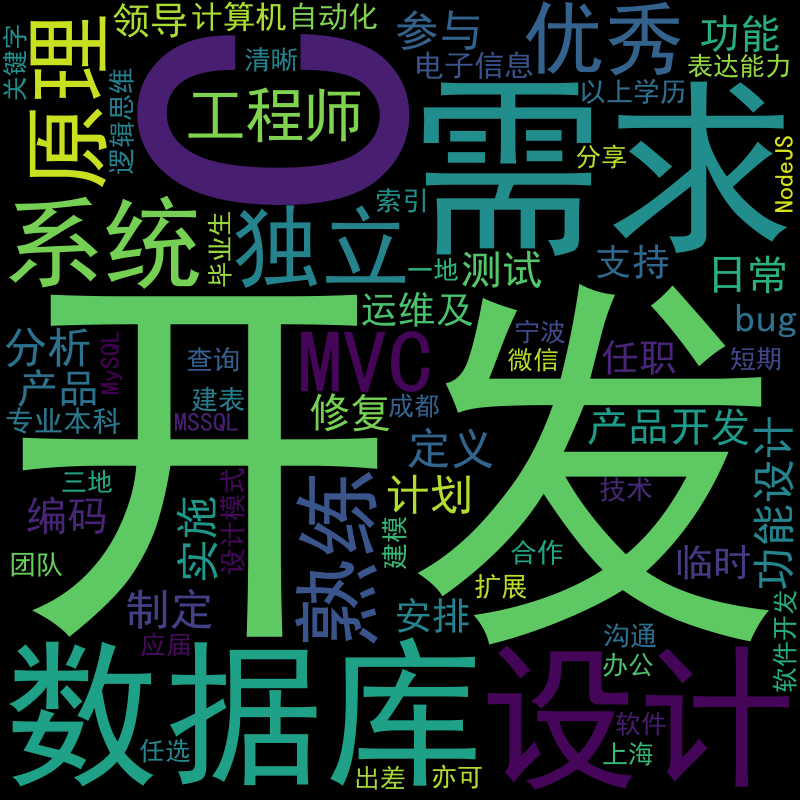 关键字
原理
领导
计算机
自动化
清晰
逻辑思维
O
工程师
参与
电子信息
优秀
功能
表达能力
以上学历
需求
分享
NodeJS
索引
系统
毕业生
独立
一地
测试
支持
日常
运维及
bug
开发
分析
MySQL
查询
MVC
宁波
微信
任职
短期
产品
建表
修复
成都
专业本科
MSSQL
定义
产品开发
功能设计
三地
设计模式
熟练
计划
技术
编码
实施
建模
合作
临时
团队
扩展
制定
安排
沟通
软件开发
应届
办公
数据库
设计
软件
任选
上海
出差
亦可